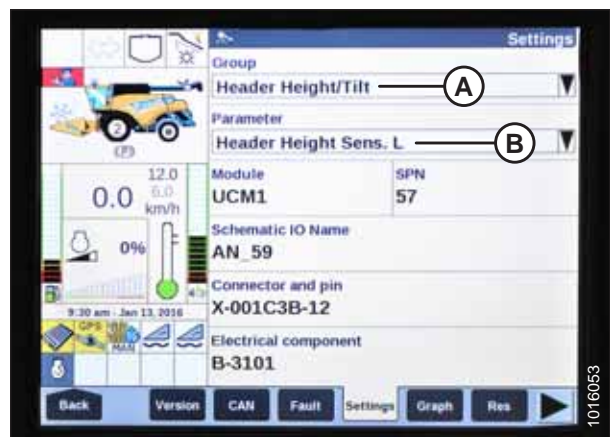 Settings
Group
Header Height/Tilt
A
Parameter
Header Height Sens. L
B
Module
SPN
UCM1
57
Schematic IO Name
AN_59
Connector and pin
X-001C3B-12
Electrical component
B-3101
2
(P)
12.0
6.0
0.0
km/h
0%
9:30 am - Jan 13, 2016
GPS
MAN
Back
Version
CAN
Fault
Settings
Graph
Res
1016053